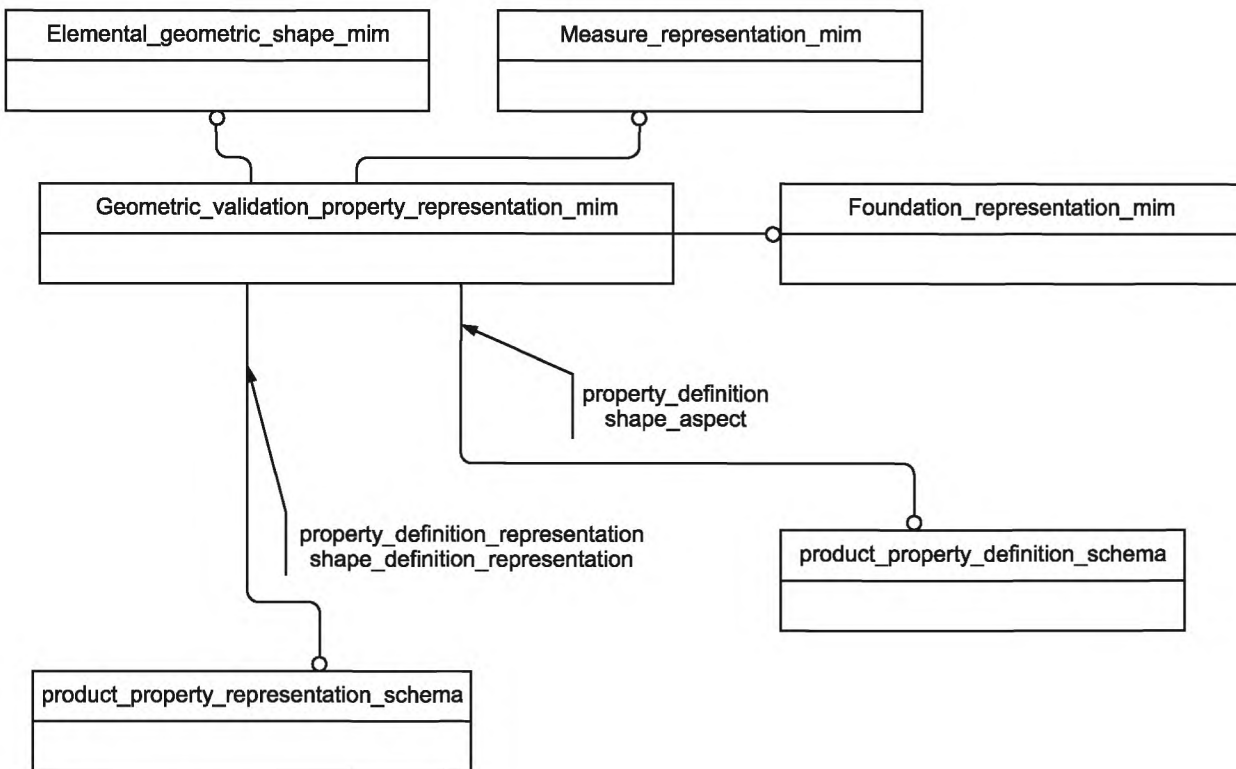 Elemental_geometric_shape_mim
Measure_representation_mim
Geometric_validation_property_representation_mim
Foundation_representation_mim
property_definition
shape_aspect
property_definition_representation
shape_definition_representation
product_property_definition_schema
product_property_representation_schema